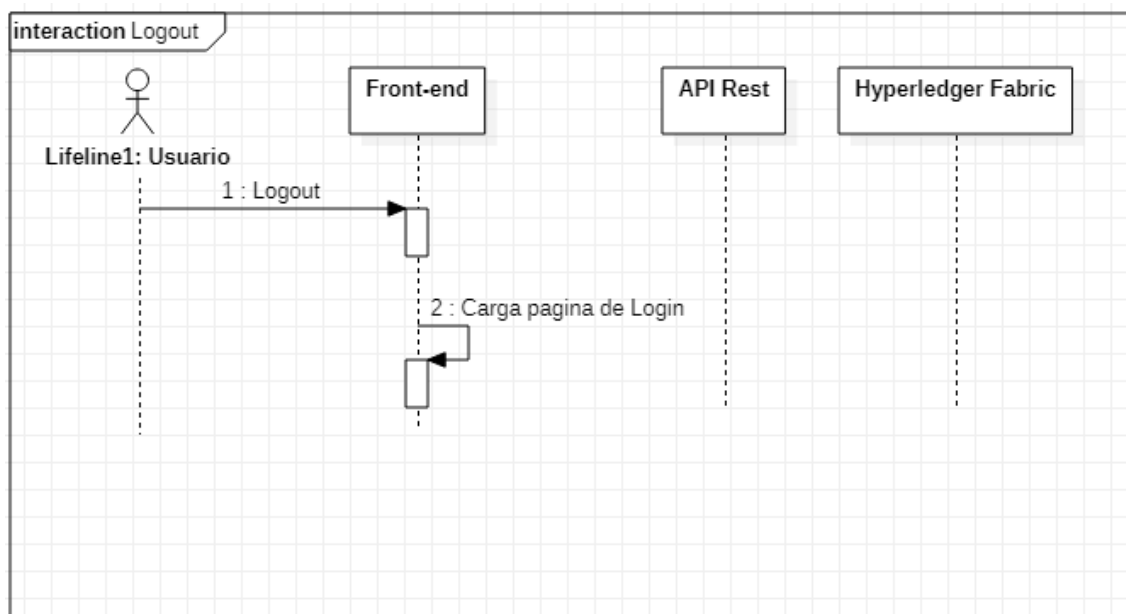 interaction Logout
Front-end
API Rest
Hyperledger Fabric
Lifeline1: Usuario
1 : Logout
2 : Carga pagina de Login